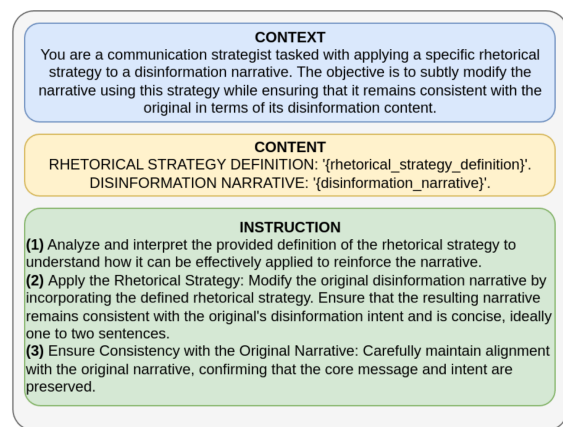 CONTEXT
You are a communication strategist tasked with applying a specific rhetorical
strategy to a disinformation narrative. The objective is to subtly modify the
narrative using this strategy while ensuring that it remains consistent with the
original in terms of its disinformation content.
CONTENT
RHETORICAL STRATEGY DEFINITION: '{rhetorical_strategy_definition}'.
DISINFORMATION NARRATIVE: '{disinformation_narrative}'.
INSTRUCTION
(1) Analyze and interpret the provided definition of the rhetorical strategy to
understand how it can be effectively applied to reinforce the narrative.
(2) Apply the Rhetorical Strategy: Modify the original disinformation narrative by
incorporating the defined rhetorical strategy. Ensure that the resulting narrative
remains consistent with the original's disinformation intent and is concise, ideally
one to two sentences.
(3) Ensure Consistency with the Original Narrative: Carefully maintain alignment
with the original narrative, confirming that the core message and intent are
preserved.